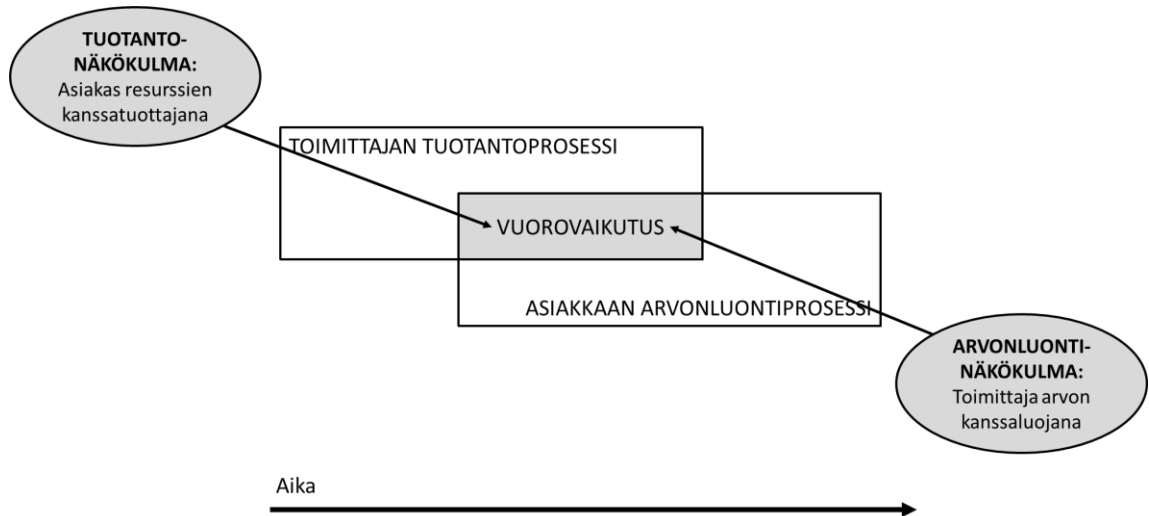 TUOTANTO-
NÄKÖKULMA:
Asiakas resurssien
kanssatuottajana
TOIMITTAJAN TUOTANTOPROSESSI
VUOROVAIKUTUS
ASIAKKAAN ARVONLUONTIPROSESSI
ARVONLUONTI-
NÄKÖKULMA:
Toimittaja arvon
kanssaluojana
Aika